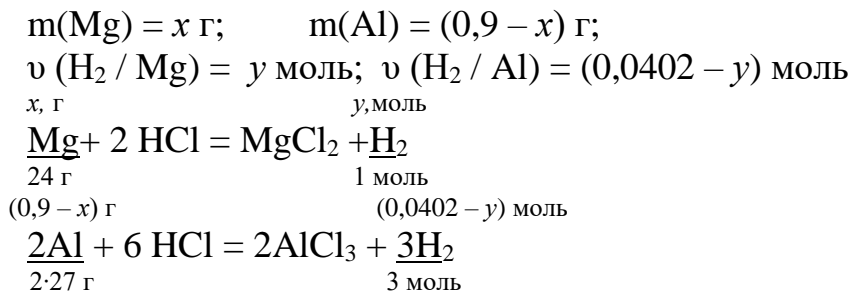 m(Mg) = x г; m(Al) = (0,9 – x) г;
υ (H₂ / Mg) = y моль; υ (H₂ / Al) = (0,0402 – y) моль
x, г y,моль
Mg+ 2 HCl = MgCl₂ +H₂
24 г 1 моль
(0,9 – x) г (0,0402 – y) моль
2Al + 6 HCl = 2AlCl₃ + 3H₂
2·27 г 3 моль